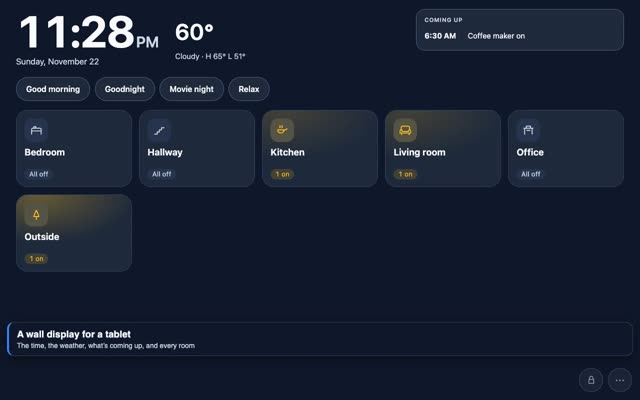 11:28 PM
Sunday, November 22
60°
Cloudy · H 65° L 51°
COMING UP
6:30 AM Coffee maker on
Good morning
Goodnight
Movie night
Relax
Bedroom
All off
Hallway
All off
Kitchen
1 on
Living room
1 on
Office
All off
Outside
1 on
A wall display for a tablet
The time, the weather, what's coming up, and every room